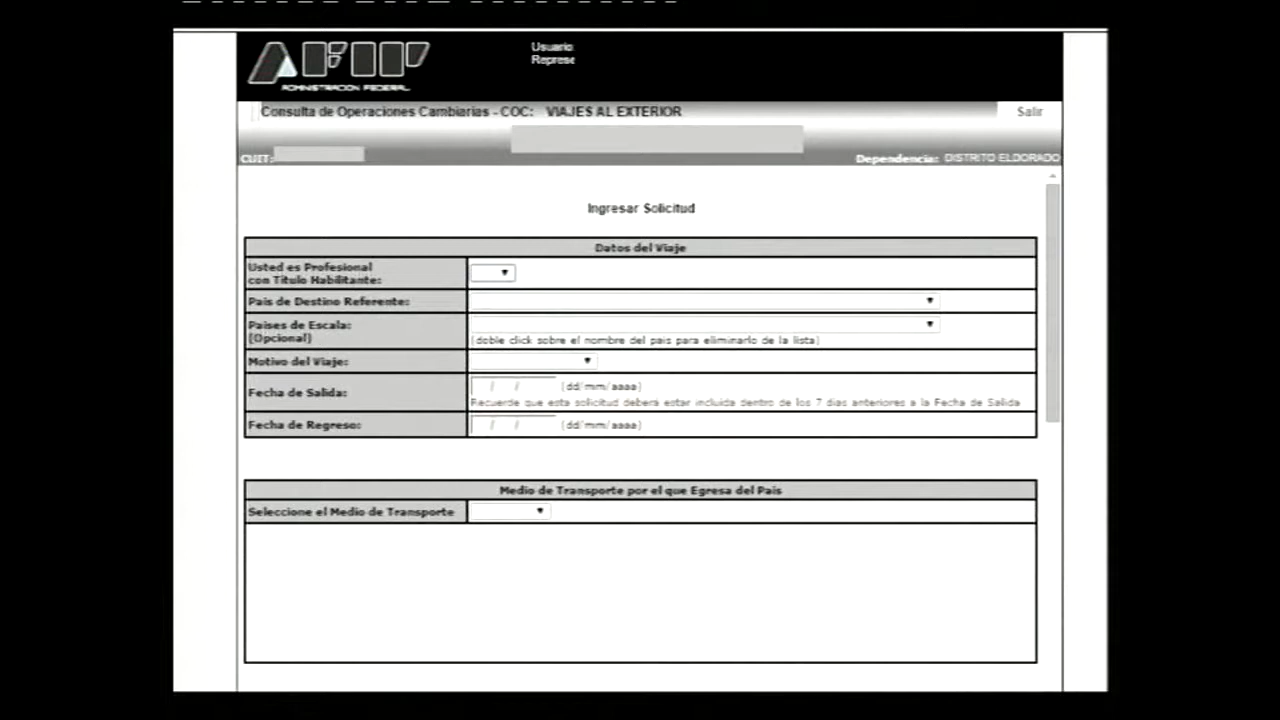 AFIP
ADMINISTRACION FEDERAL
Usuario
Represe
Consulta de Operaciones Cambiarias - COC: VIAJES AL EXTERIOR
Salir
CUIT:
Dependencia: DISTRITO ELDORADO
Ingresar Solicitud
Datos del Viaje
Usted es Profesional
con Titulo Habilitante:
Pais de Destino Referente:
Paises de Escala:
(Opcional)
(doble click sobre el nombre del pais para eliminarlo de la lista)
Motivo del Viaje:
Fecha de Salida:
/ / (dd/mm/aaaa)
Recuerde que esta solicitud deberá estar incluida dentro de los 7 dias anteriores a la Fecha de Salida
Fecha de Regreso:
/ / (dd/mm/aaaa)
Medio de Transporte por el que Egresa del País
Seleccione el Medio de Transporte